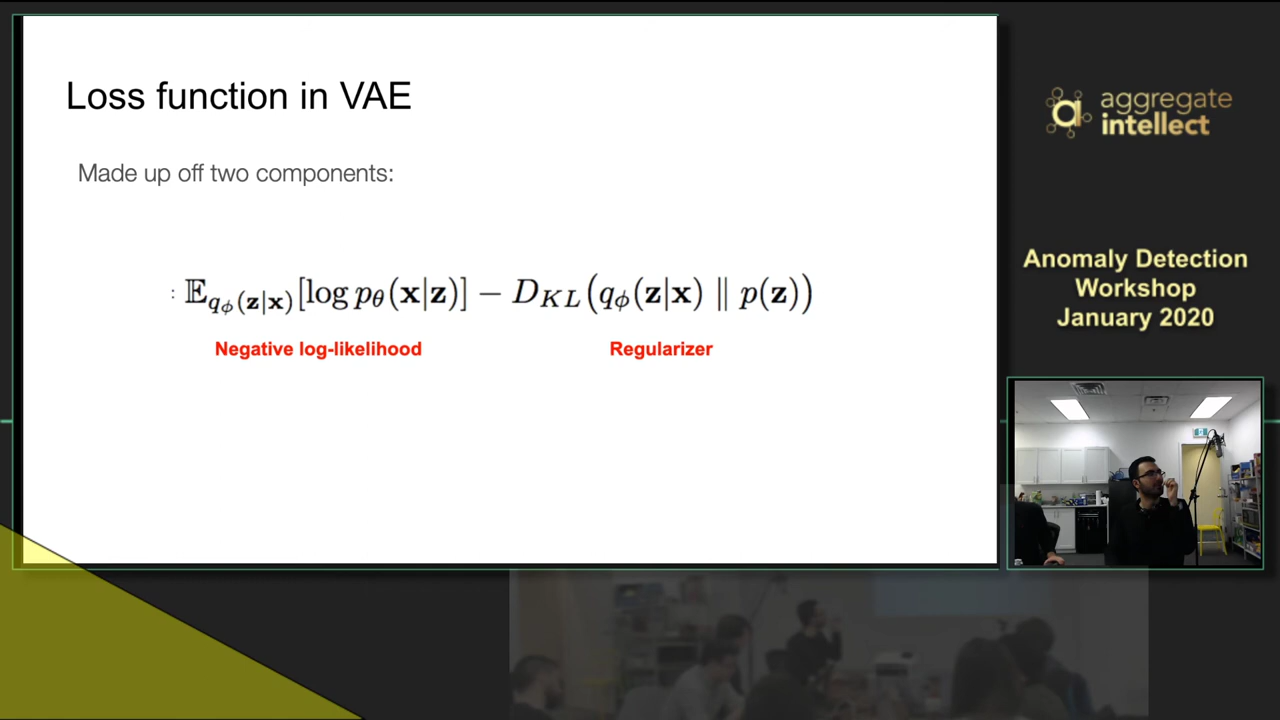 Loss function in VAE
Made up off two components:
: 𝔼_{q_ϕ(𝐳|𝐱)}[log p_θ(𝐱|𝐳)] − D_{KL}(q_ϕ(𝐳|𝐱) ∥ p(𝐳))
Negative log-likelihood
Regularizer
aggregate
intellect
Anomaly Detection
Workshop
January 2020